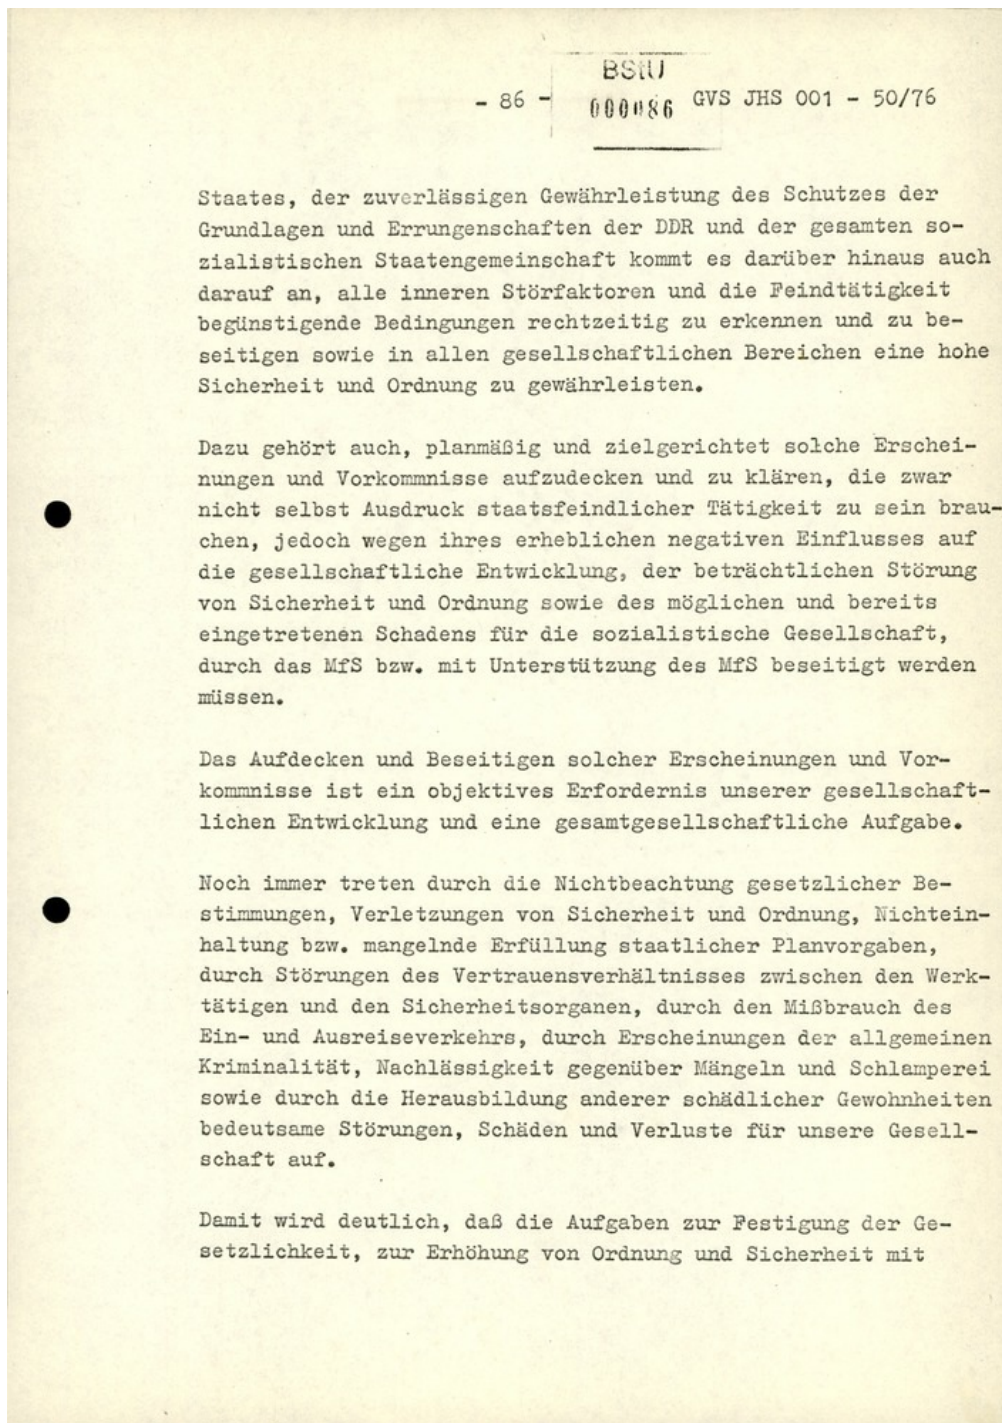 BStU
- 86 - 000086 GVS JHS 001 - 50/76
Staates, der zuverlässigen Gewährleistung des Schutzes der
Grundlagen und Errungenschaften der DDR und der gesamten so-
zialistischen Staatengemeinschaft kommt es darüber hinaus auch
darauf an, alle inneren Störfaktoren und die Feindtätigkeit
begünstigende Bedingungen rechtzeitig zu erkennen und zu be-
seitigen sowie in allen gesellschaftlichen Bereichen eine hohe
Sicherheit und Ordnung zu gewährleisten.
Dazu gehört auch, planmäßig und zielgerichtet solche Erschei-
nungen und Vorkommnisse aufzudecken und zu klären, die zwar
nicht selbst Ausdruck staatsfeindlicher Tätigkeit zu sein brau-
chen, jedoch wegen ihres erheblichen negativen Einflusses auf
die gesellschaftliche Entwicklung, der beträchtlichen Störung
von Sicherheit und Ordnung sowie des möglichen und bereits
eingetretenen Schadens für die sozialistische Gesellschaft,
durch das MfS bzw. mit Unterstützung des MfS beseitigt werden
müssen.
Das Aufdecken und Beseitigen solcher Erscheinungen und Vor-
kommnisse ist ein objektives Erfordernis unserer gesellschaft-
lichen Entwicklung und eine gesamtgesellschaftliche Aufgabe.
Noch immer treten durch die Nichtbeachtung gesetzlicher Be-
stimmungen, Verletzungen von Sicherheit und Ordnung, Nichtein-
haltung bzw. mangelnde Erfüllung staatlicher Planvorgaben,
durch Störungen des Vertrauensverhältnisses zwischen den Werk-
tätigen und den Sicherheitsorganen, durch den Mißbrauch des
Ein- und Ausreiseverkehrs, durch Erscheinungen der allgemeinen
Kriminalität, Nachlässigkeit gegenüber Mängeln und Schlamperei
sowie durch die Herausbildung anderer schädlicher Gewohnheiten
bedeutsame Störungen, Schäden und Verluste für unsere Gesell-
schaft auf.
Damit wird deutlich, daß die Aufgaben zur Festigung der Ge-
setzlichkeit, zur Erhöhung von Ordnung und Sicherheit mit